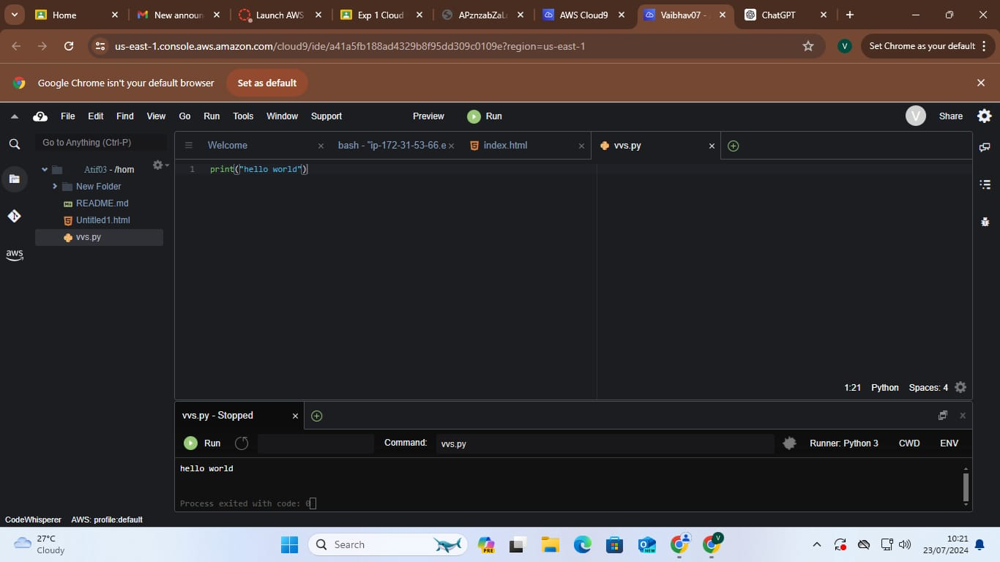 Home
New announ
Launch AWS
Exp 1 Cloud
APznzabZaL
AWS Cloud9
Vaibhav07 -
ChatGPT
us-east-1.console.aws.amazon.com/cloud9/ide/a41a5fb188ad4329b8f95dd309c0109e?region=us-east-1
V
Set Chrome as your default
Google Chrome isn't your default browser
Set as default
9 File Edit Find View Go Run Tools Window Support Preview Run V Share
Go to Anything (Ctrl-P)
Welcome
bash - "ip-172-31-53-66.e
index.html
vvs.py
Atif03 - /hom
New Folder
README.md
Untitled1.html
vvs.py
aws
1 print("hello world")
1:21 Python Spaces: 4
vvs.py - Stopped
Run Command: vvs.py Runner: Python 3 CWD ENV
hello world
Process exited with code: 0
CodeWhisperer AWS: profile:default
27°C
Cloudy
Search
PRE
NEW
V
10:21
23/07/2024